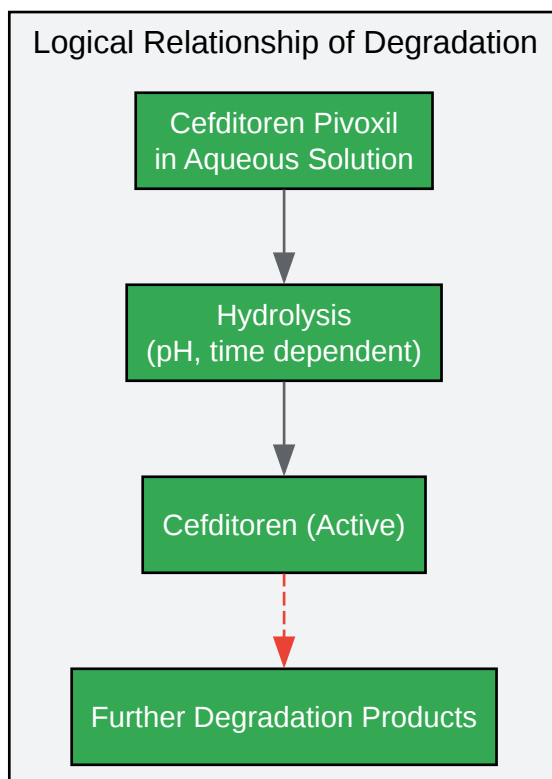 Logical Relationship of Degradation
Cefditoren Pivoxil
in Aqueous Solution
Hydrolysis
(pH, time dependent)
Cefditoren (Active)
Further Degradation Products